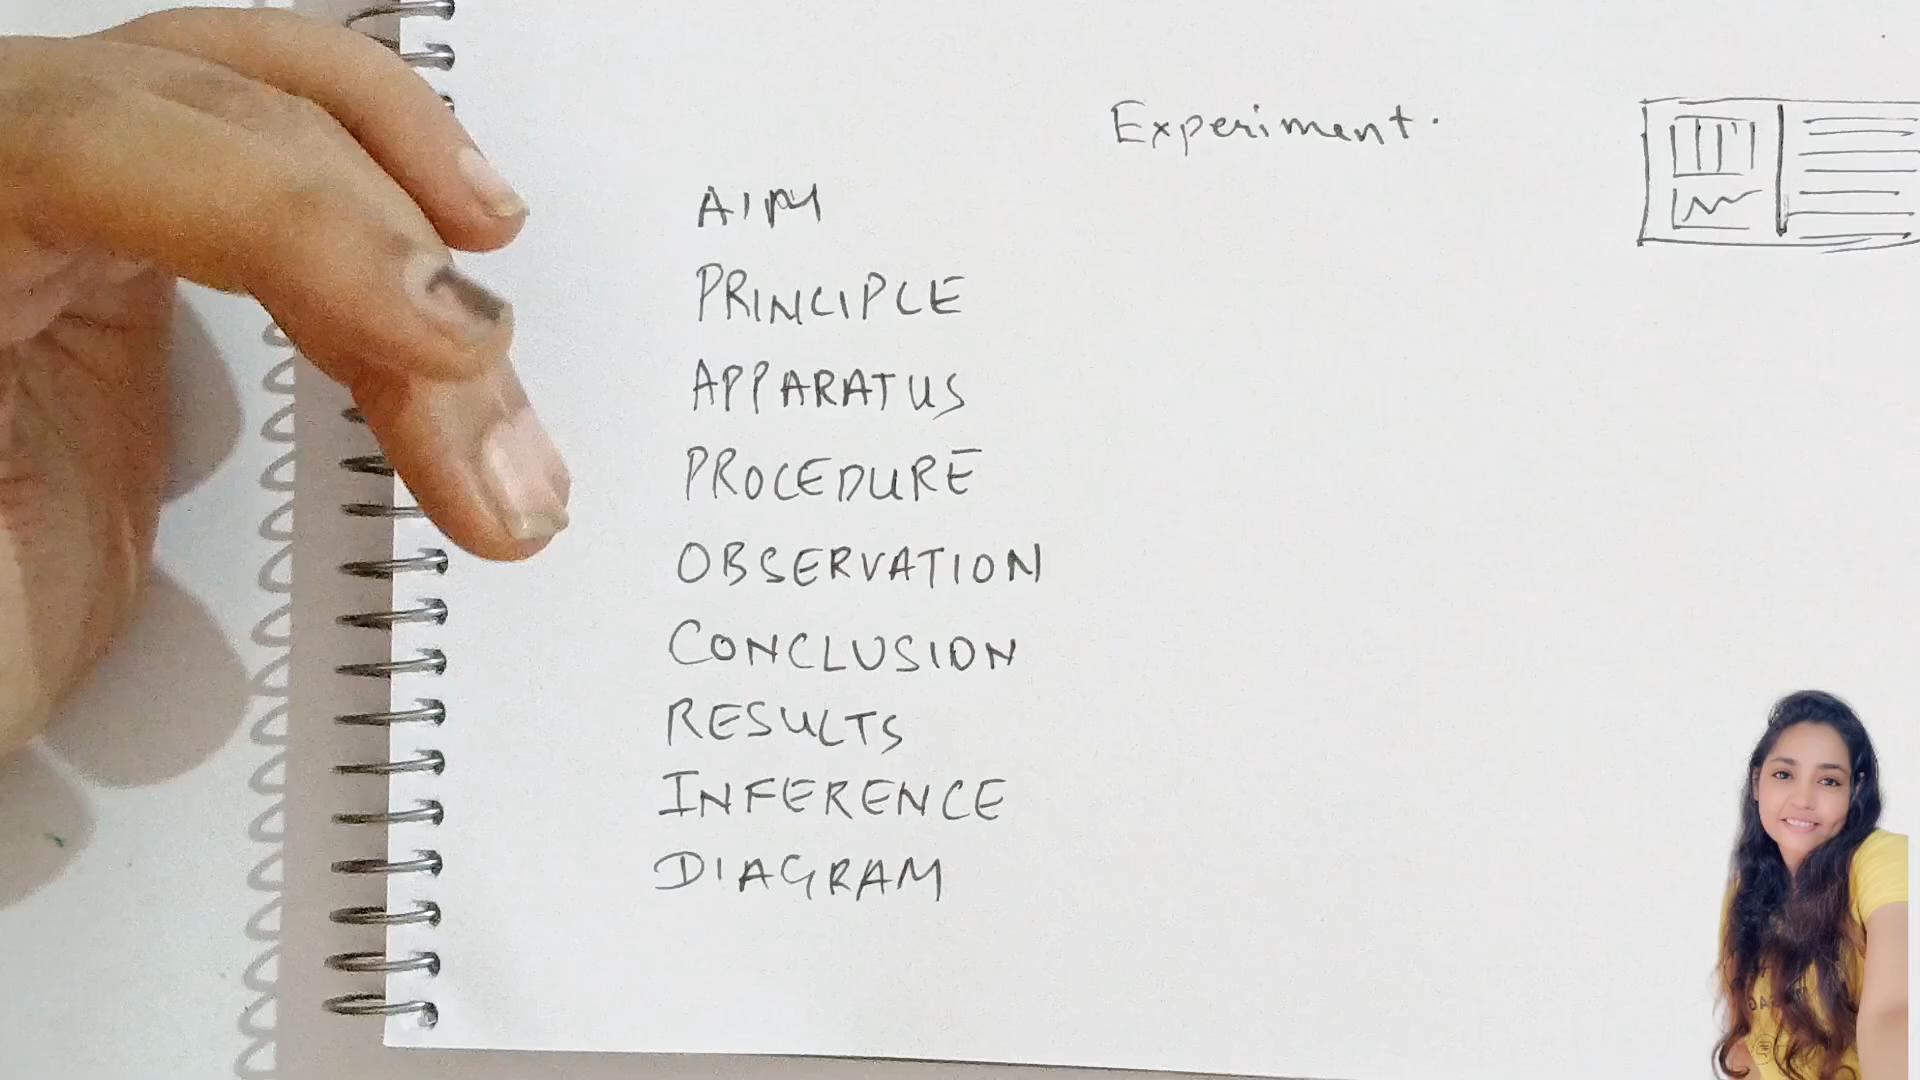 Experiment.
AIM
PRINCIPLE
APPARATUS
PROCEDURE
OBSERVATION
CONCLUSION
RESULTS
INFERENCE
DIAGRAM